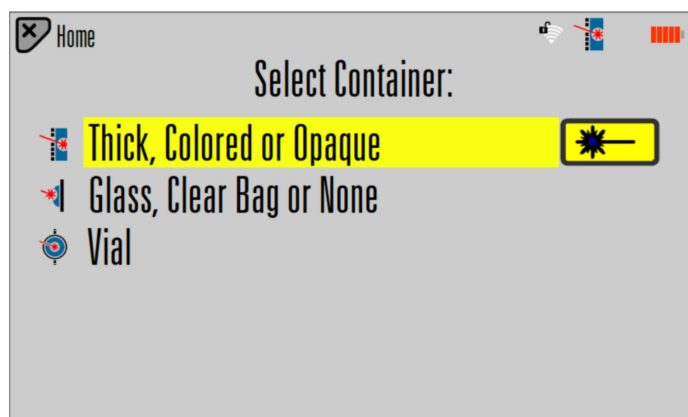 Home
Select Container:
Thick, Colored or Opaque
Glass, Clear Bag or None
Vial